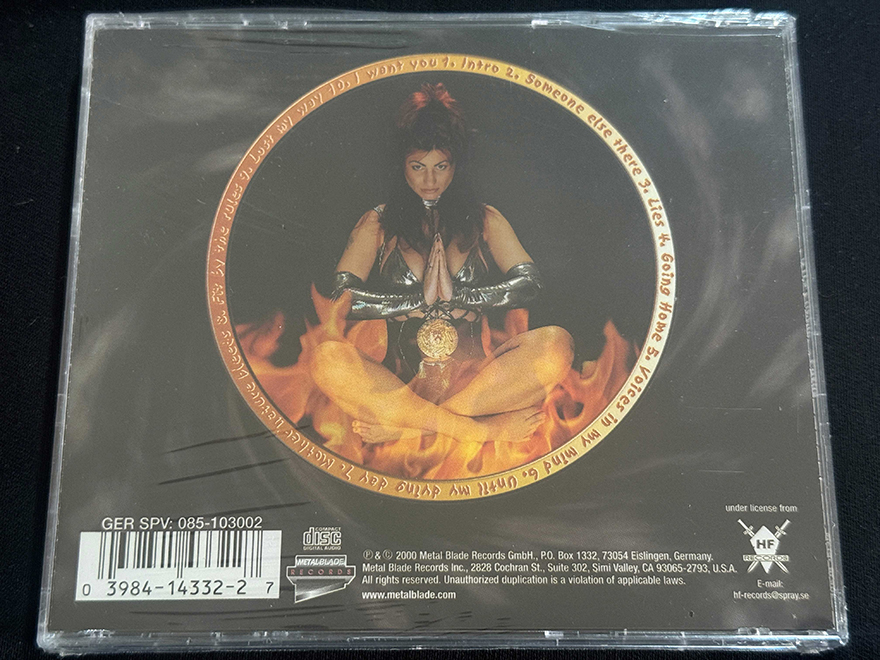 1. Intro 2. Someone else there 3. Lies 4. Going Home 5. Voices in my mind 6. Until my dying day 7. Mother nature bleeds 8. Fit by the rules 9. Lost my way 10. I want you
under license from
HF
RECORDS
E-mail:
hf-records@spray.se
GER SPV: 085-103002
0 3984-14332-2 7
COMPACT
disc
DIGITAL AUDIO
METAL BLADE
RECORDS
℗ & © 2000 Metal Blade Records GmbH., P.O. Box 1332, 73054 Eislingen, Germany.
Metal Blade Records Inc., 2828 Cochran St., Suite 302, Simi Valley, CA 93065-2793, U.S.A.
All rights reserved. Unauthorized duplication is a violation of applicable laws.
www.metalblade.com